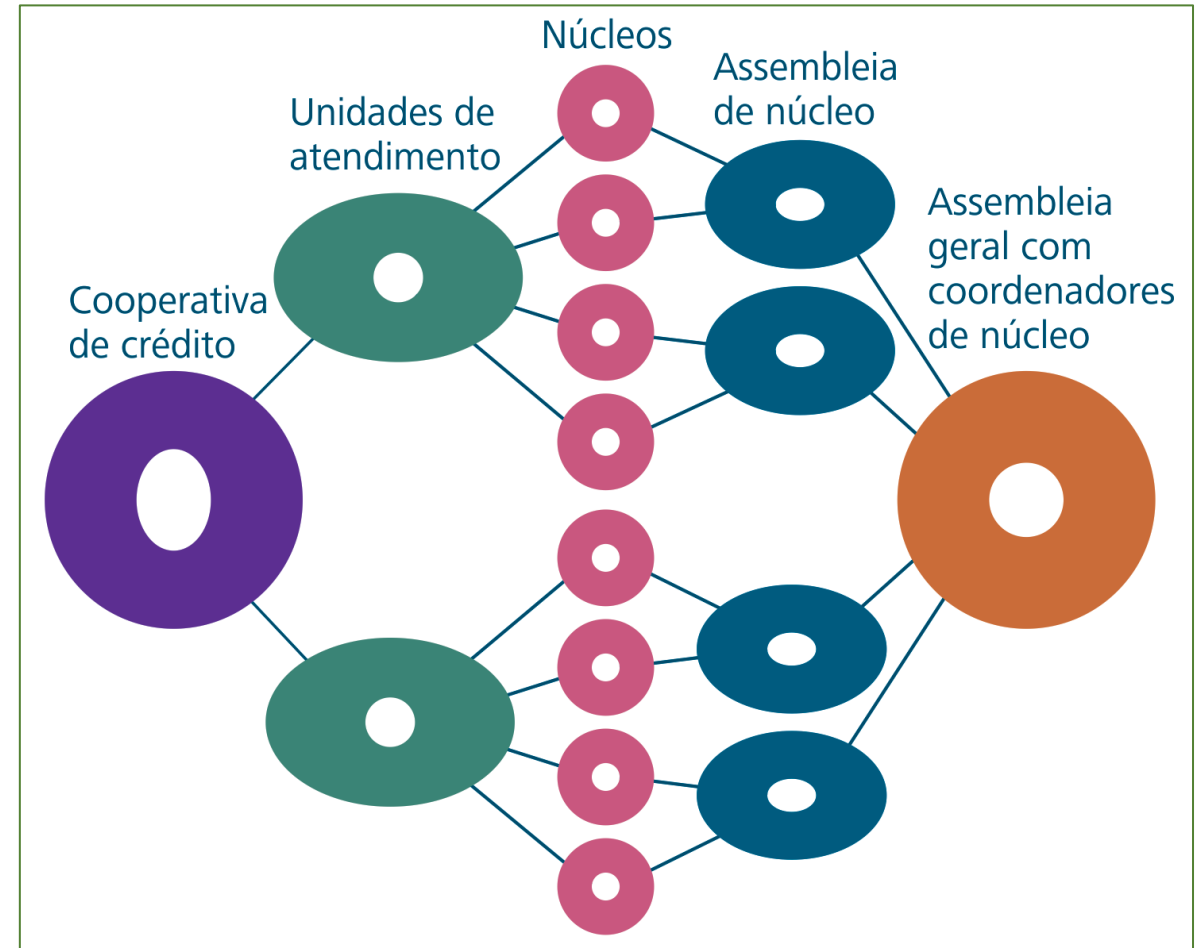 Núcleos
Assembleia
de núcleo
Unidades de
atendimento
Assembleia
geral com
coordenadores
de núcleo
Cooperativa
de crédito